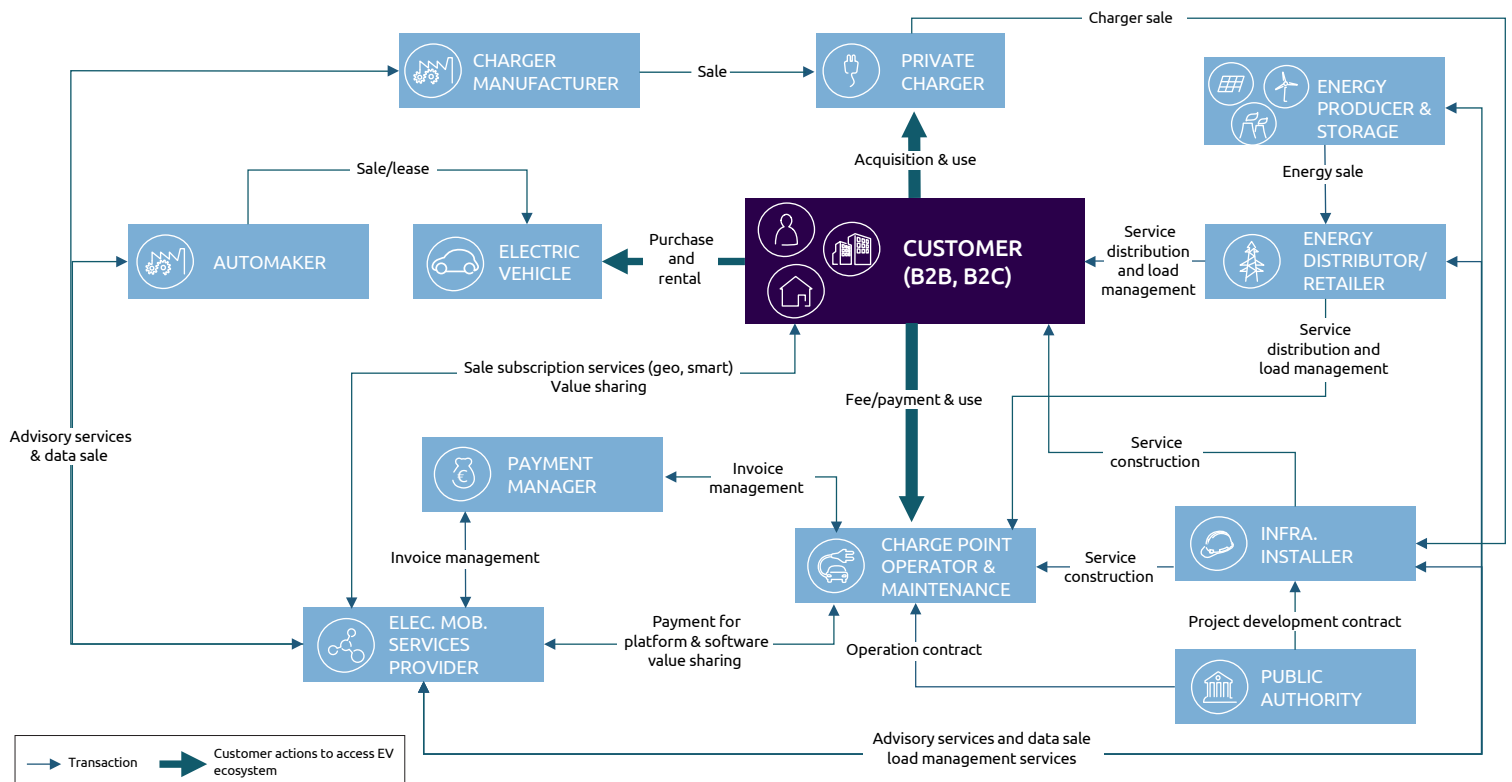 Charger sale
CHARGER
MANUFACTURER
Sale
PRIVATE
CHARGER
ENERGY
PRODUCER &
STORAGE
Acquisition & use
Sale/lease
Energy sale
AUTOMAKER
ELECTRIC
VEHICLE
Purchase
and
rental
CUSTOMER
(B2B, B2C)
Service
distribution
and load
management
ENERGY
DISTRIBUTOR/
RETAILER
Service
distribution and
load management
Sale subscription services (geo, smart)
Value sharing
Fee/payment & use
Advisory services
& data sale
€
PAYMENT
MANAGER
Invoice
management
Service
construction
Invoice management
CHARGE POINT
OPERATOR &
MAINTENANCE
Service
construction
INFRA.
INSTALLER
ELEC. MOB.
SERVICES
PROVIDER
Payment for
platform & software
value sharing
Operation contract
Project development contract
PUBLIC
AUTHORITY
Advisory services and data sale
load management services
Transaction
Customer actions to access EV
ecosystem